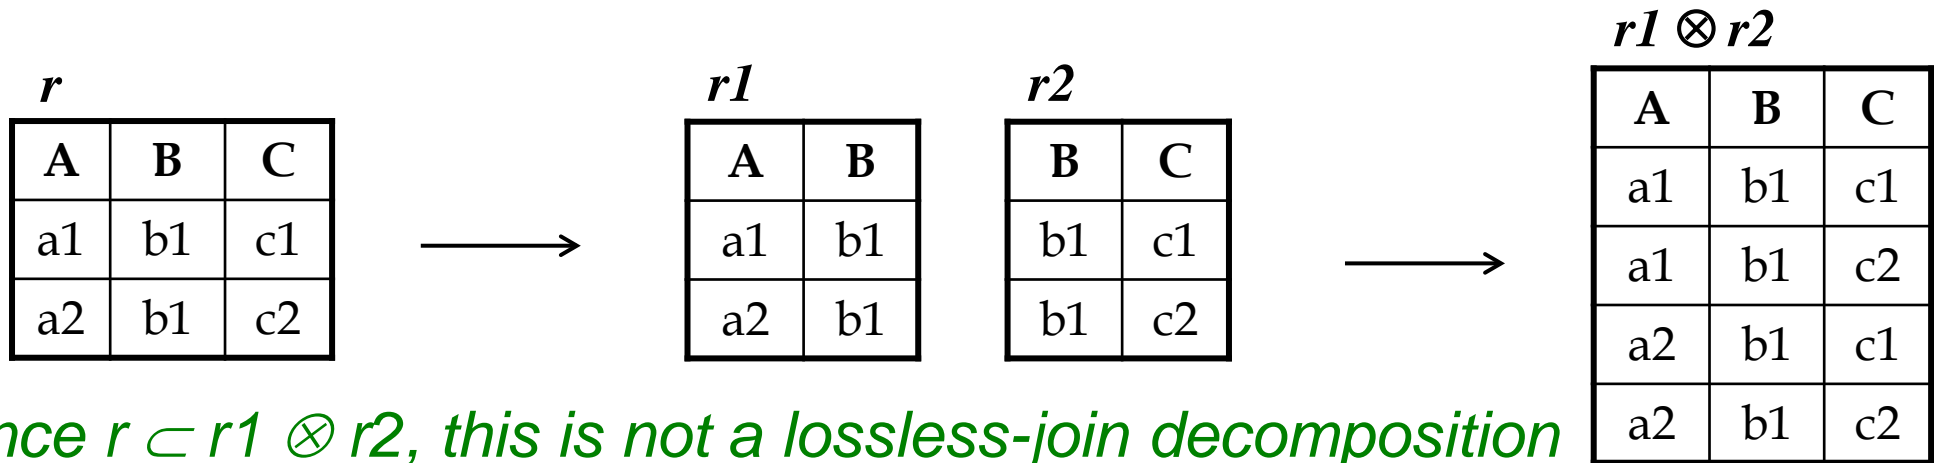 r
A B C
a1 b1 c1
a2 b1 c2
r1
A B
a1 b1
a2 b1
r2
B C
b1 c1
b1 c2
r1 ⊗ r2
A B C
a1 b1 c1
a1 b1 c2
a2 b1 c1
a2 b1 c2
nce r ⊂ r1 ⊗ r2, this is not a lossless-join decomposition